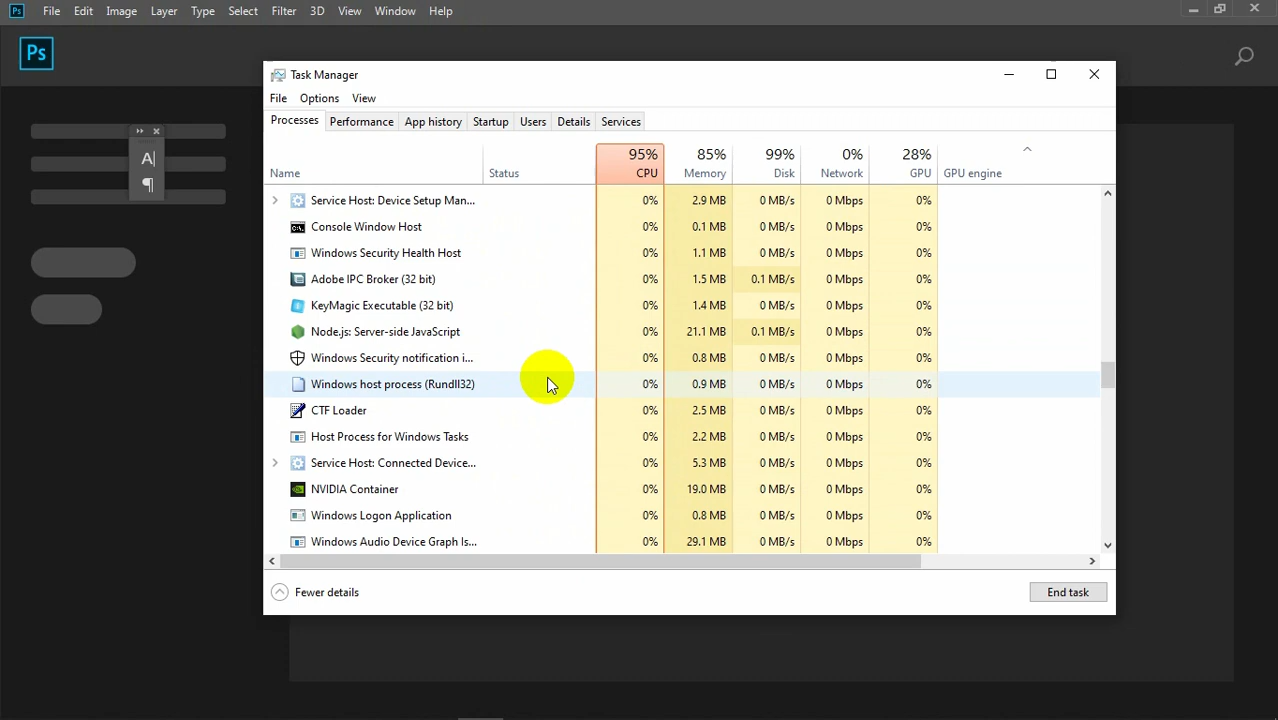 Ps File Edit Image Layer Type Select Filter 3D View Window Help
Ps
A|
¶
Task Manager
File Options View
Processes Performance App history Startup Users Details Services
95% 85% 99% 0% 28%
Name Status CPU Memory Disk Network GPU GPU engine
Service Host: Device Setup Man... 0% 2.9 MB 0 MB/s 0 Mbps 0%
Console Window Host 0% 0.1 MB 0 MB/s 0 Mbps 0%
Windows Security Health Host 0% 1.1 MB 0 MB/s 0 Mbps 0%
Adobe IPC Broker (32 bit) 0% 1.5 MB 0.1 MB/s 0 Mbps 0%
KeyMagic Executable (32 bit) 0% 1.4 MB 0 MB/s 0 Mbps 0%
Node.js: Server-side JavaScript 0% 21.1 MB 0.1 MB/s 0 Mbps 0%
Windows Security notification i... 0% 0.8 MB 0 MB/s 0 Mbps 0%
Windows host process (Rundll32) 0% 0.9 MB 0 MB/s 0 Mbps 0%
CTF Loader 0% 2.5 MB 0 MB/s 0 Mbps 0%
Host Process for Windows Tasks 0% 2.2 MB 0 MB/s 0 Mbps 0%
Service Host: Connected Device... 0% 5.3 MB 0 MB/s 0 Mbps 0%
NVIDIA Container 0% 19.0 MB 0 MB/s 0 Mbps 0%
Windows Logon Application 0% 0.8 MB 0 MB/s 0 Mbps 0%
Windows Audio Device Graph Is... 0% 29.1 MB 0 MB/s 0 Mbps 0%
Fewer details End task